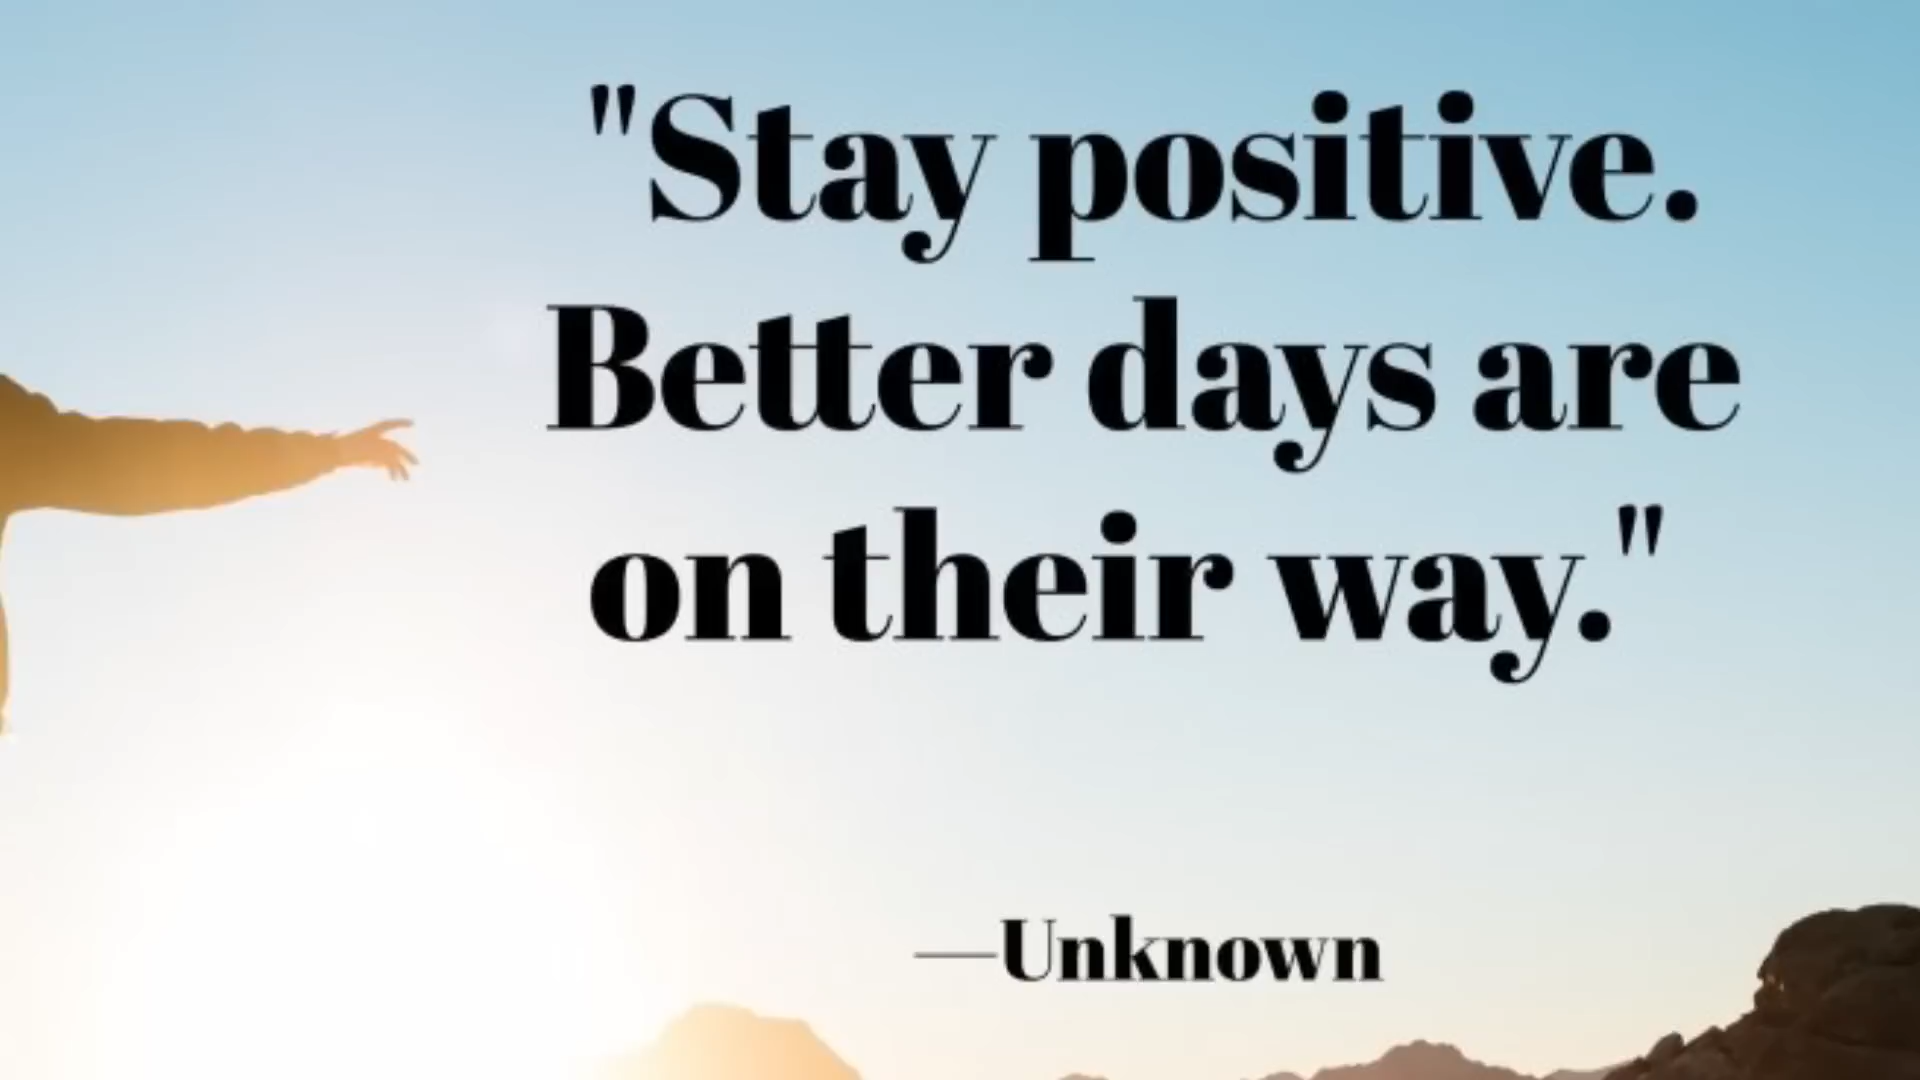 "Stay positive.
Better days are
on their way."
—Unknown